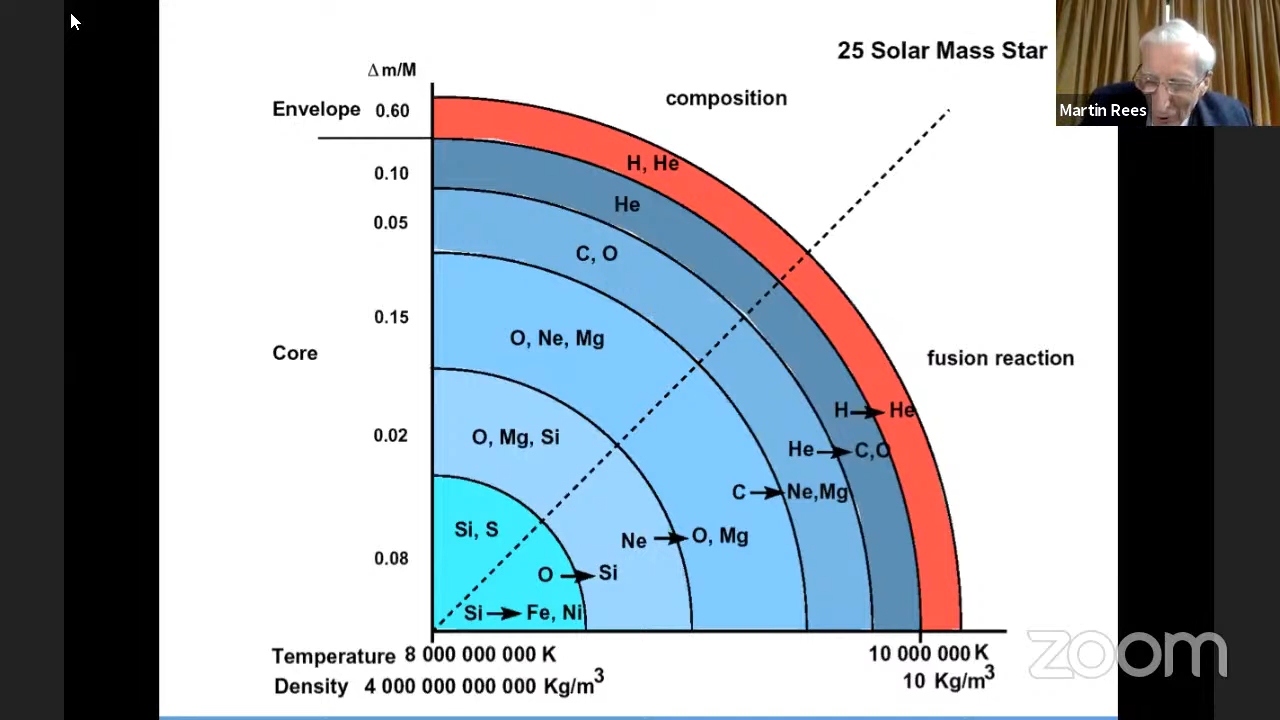 25 Solar Mass Star
Δm/M
composition
Envelope 0.60
Martin Rees
H, He
0.10
He
0.05
C, O
0.15
O, Ne, Mg
Core
fusion reaction
H → He
0.02
O, Mg, Si
He → C,O
C → Ne,Mg
Si, S
Ne → O, Mg
0.08
O → Si
Si → Fe, Ni
Temperature 8 000 000 000 K
10 000 000 K
Density 4 000 000 000 000 Kg/m3
10 Kg/m3
zoom